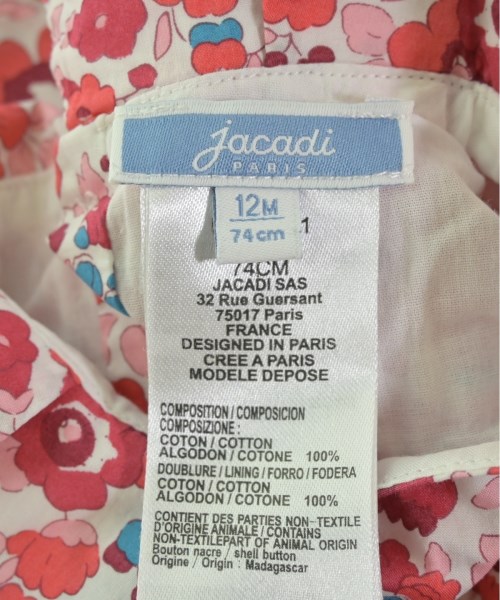 jacadi
PARIS
12M
74cm
1
74CM
JACADI SAS
32 Rue Guersant
75017 Paris
FRANCE
DESIGNED IN PARIS
CREE A PARIS
MODELE DEPOSE
COMPOSITION / COMPOSICION
COMPOSIZIONE :
COTON / COTTON
ALGODON / COTONE 100%
DOUBLURE / LINING / FORRO / FODERA
COTON / COTTON
ALGODON / COTONE 100%
CONTIENT DES PARTIES NON-TEXTILE
D'ORIGINE ANIMALE / CONTAINS
NON-TEXTILEPART OF ANIMAL ORIGIN
Bouton nacre / shell button
Origine / Origin : Madagascar